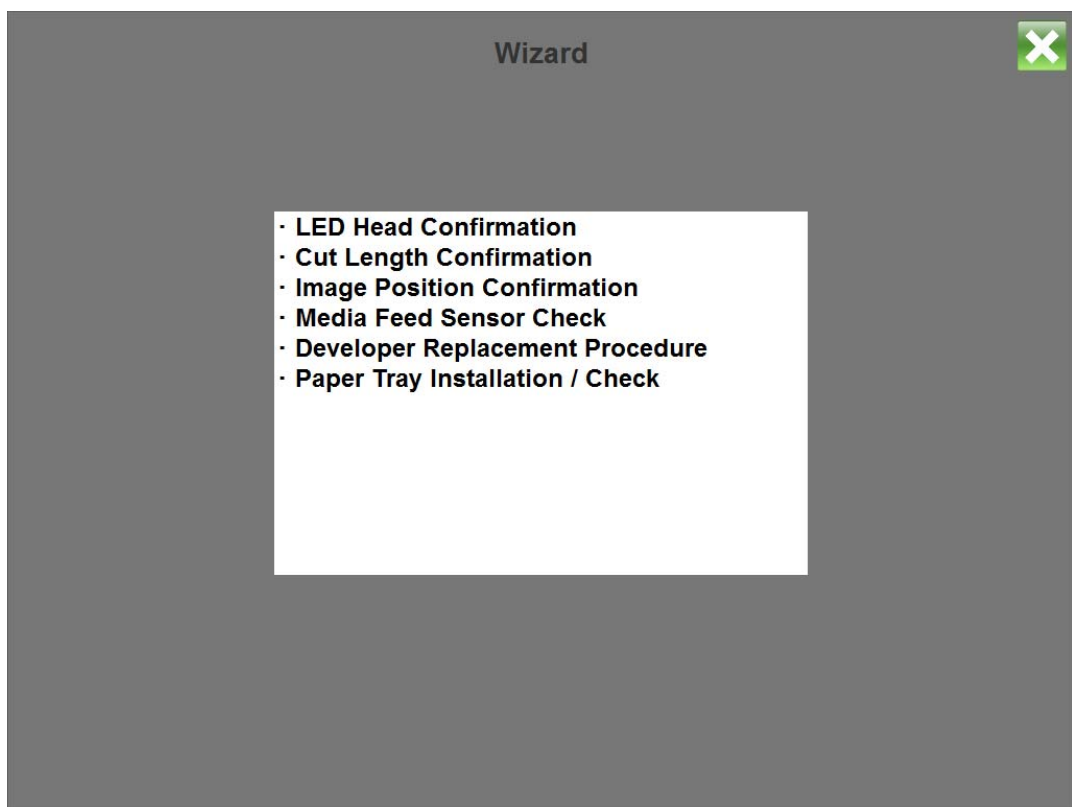 Wizard
· LED Head Confirmation
· Cut Length Confirmation
· Image Position Confirmation
· Media Feed Sensor Check
· Developer Replacement Procedure
· Paper Tray Installation / Check